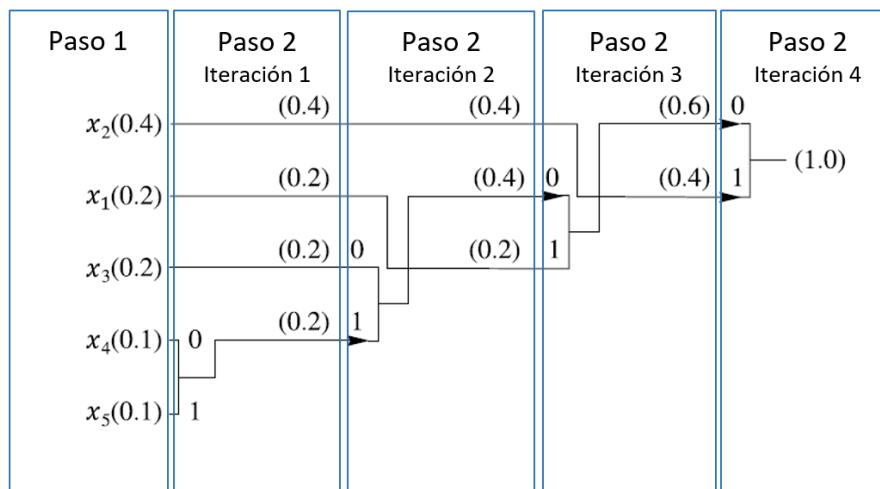 Paso 1 Paso 2 Paso 2 Paso 2 Paso 2
Iteración 1 Iteración 2 Iteración 3 Iteración 4
x₂(0.4) (0.4) (0.4) (0.6) 0
(1.0)
x₁(0.2) (0.2) (0.4) 0 (0.4) 1
x₃(0.2) (0.2) 0 (0.2) 1
x₄(0.1) 0 (0.2) 1
x₅(0.1) 1